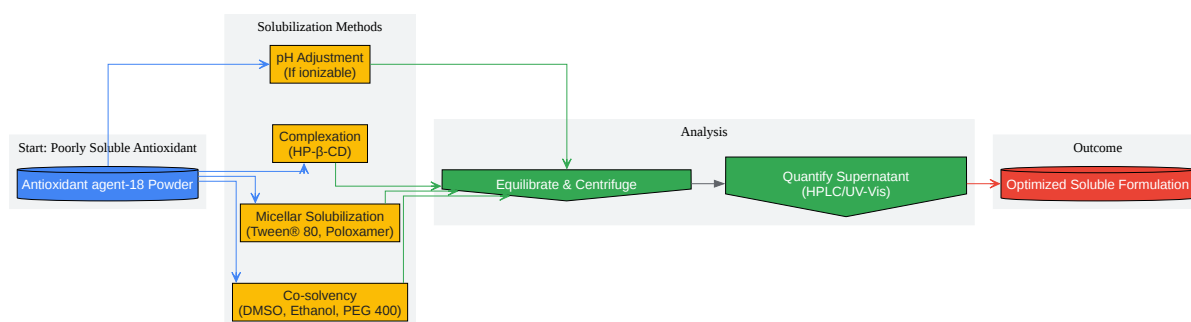 Solubilization Methods
pH Adjustment
(If ionizable)
Start: Poorly Soluble Antioxidant
Antioxidant agent-18 Powder
Complexation
(HP-β-CD)
Micellar Solubilization
(Tween® 80, Poloxamer)
Co-solvency
(DMSO, Ethanol, PEG 400)
Analysis
Equilibrate & Centrifuge
Quantify Supernatant
(HPLC/UV-Vis)
Outcome
Optimized Soluble Formulation